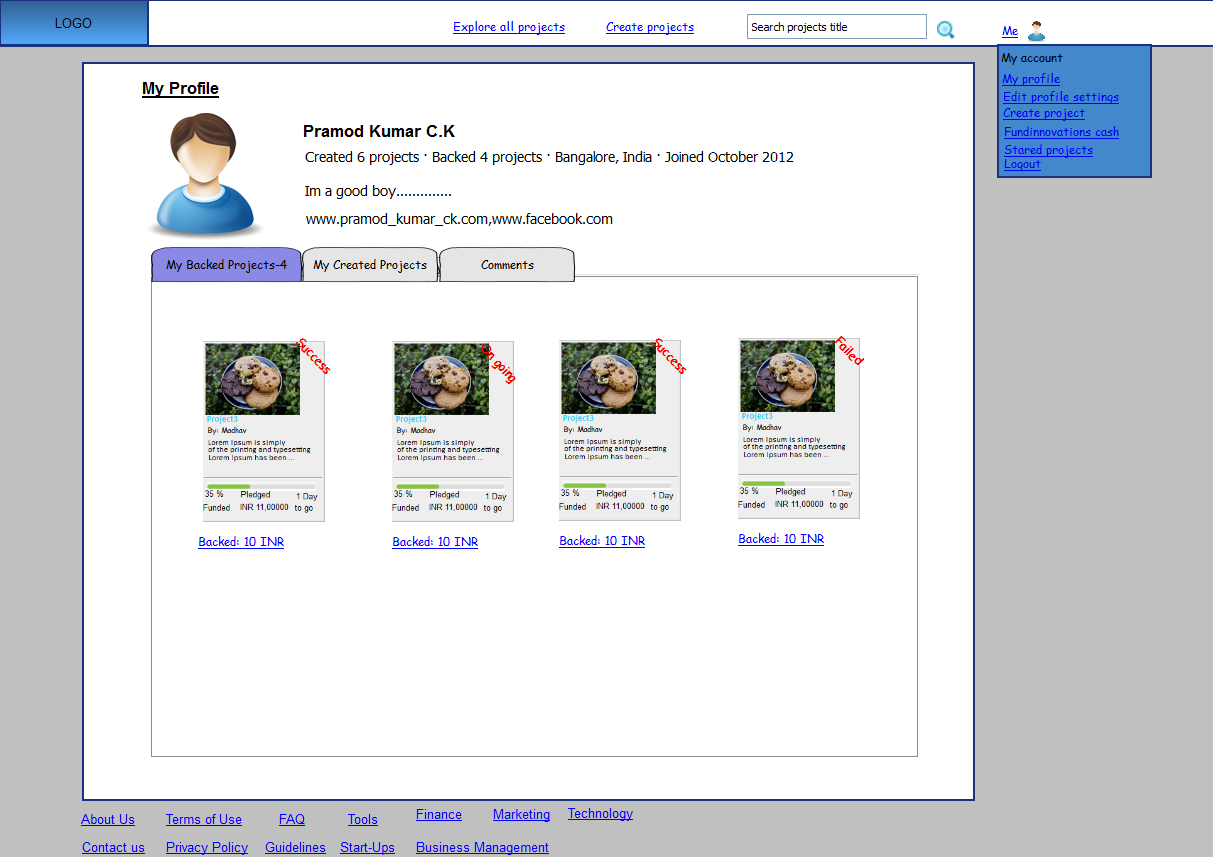 LOGO
Explore all projects
Create projects
Search projects title
Me
My account
My profile
Edit profile settings
Create project
Fundinnovations cash
Stared projects
Logout
My Profile
Pramod Kumar C.K
Created 6 projects · Backed 4 projects · Bangalore, India · Joined October 2012
Im a good boy..............
www.pramod_kumar_ck.com,www.facebook.com
My Backed Projects-4
My Created Projects
Comments
Success
Project3
By: Madhav
Lorem Ipsum is simply
of the printing and typesetting
Lorem Ipsum has been ...
35 % Pledged 1 Day
Funded INR 11,00000 to go
Backed: 10 INR
On going
Project3
By: Madhav
Lorem Ipsum is simply
of the printing and typesetting
Lorem Ipsum has been ...
35 % Pledged 1 Day
Funded INR 11,00000 to go
Backed: 10 INR
Success
Project3
By: Madhav
Lorem Ipsum is simply
of the printing and typesetting
Lorem Ipsum has been ...
35 % Pledged 1 Day
Funded INR 11,00000 to go
Backed: 10 INR
Failed
Project3
By: Madhav
Lorem Ipsum is simply
of the printing and typesetting
Lorem Ipsum has been ...
35 % Pledged 1 Day
Funded INR 11,00000 to go
Backed: 10 INR
About Us Terms of Use FAQ Tools Finance Marketing Technology
Contact us Privacy Policy Guidelines Start-Ups Business Management